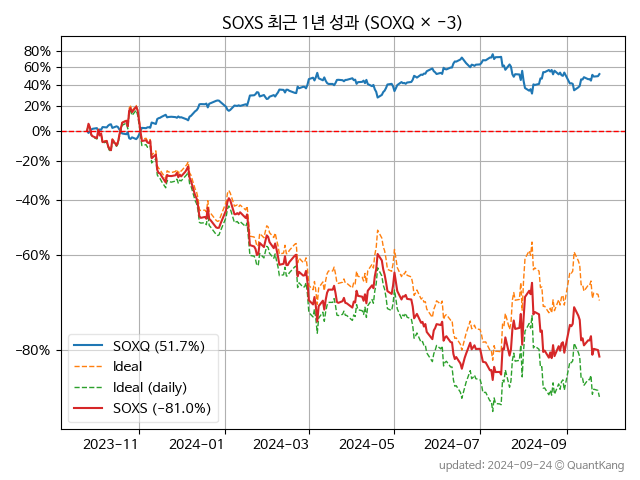 SOXS 최근 1년 성과 (SOXQ × −3)
80%
60%
40%
20%
0%
−20%
−40%
−60%
−80%
SOXQ (51.7%)
Ideal
Ideal (daily)
SOXS (−81.0%)
2023-11
2024-01
2024-03
2024-05
2024-07
2024-09
updated: 2024-09-24 © QuantKang